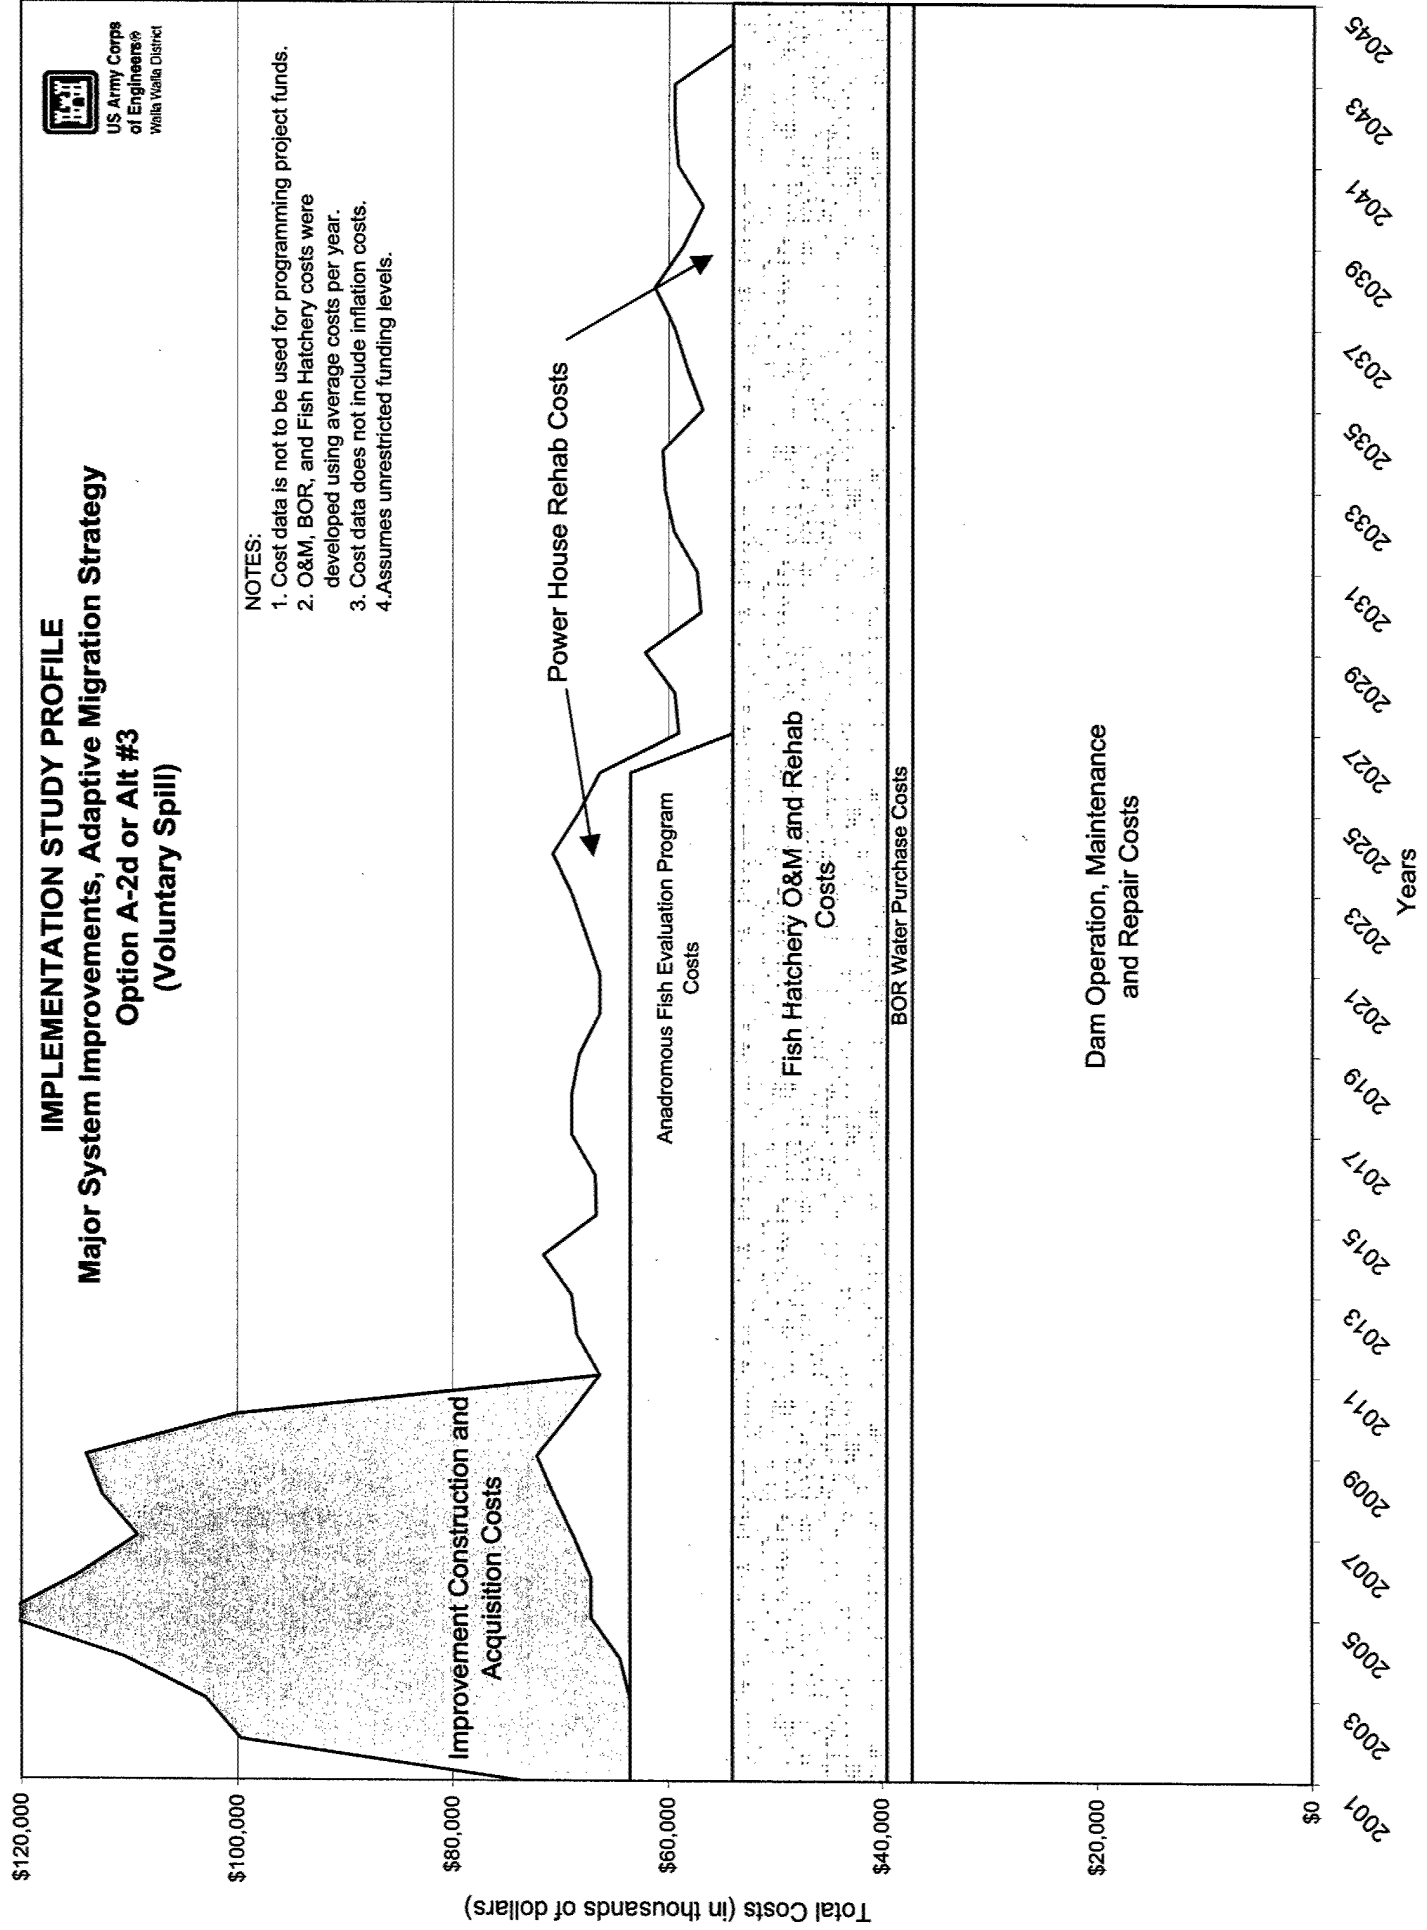 IMPLEMENTATION STUDY PROFILE
Major System Improvements, Adaptive Migration Strategy
Option A-2d or Alt #3
(Voluntary Spill)
US Army Corps
of Engineers®
Walla Walla District
NOTES:
1. Cost data is not to be used for programming project funds.
2. O&M, BOR, and Fish Hatchery costs were
developed using average costs per year.
3. Cost data does not include inflation costs.
4.Assumes unrestricted funding levels.
Total Costs (in thousands of dollars)
$120,000
$100,000
$80,000
$60,000
$40,000
$20,000
$0
Improvement Construction and
Acquisition Costs
Power House Rehab Costs
Anadromous Fish Evaluation Program
Costs
Fish Hatchery O&M and Rehab
Costs
BOR Water Purchase Costs
Dam Operation, Maintenance
and Repair Costs
2001
2003
2005
2007
2009
2011
2013
2015
2017
2019
2021
2023
2025
2027
2029
2031
2033
2035
2037
2039
2041
2043
2045
Years